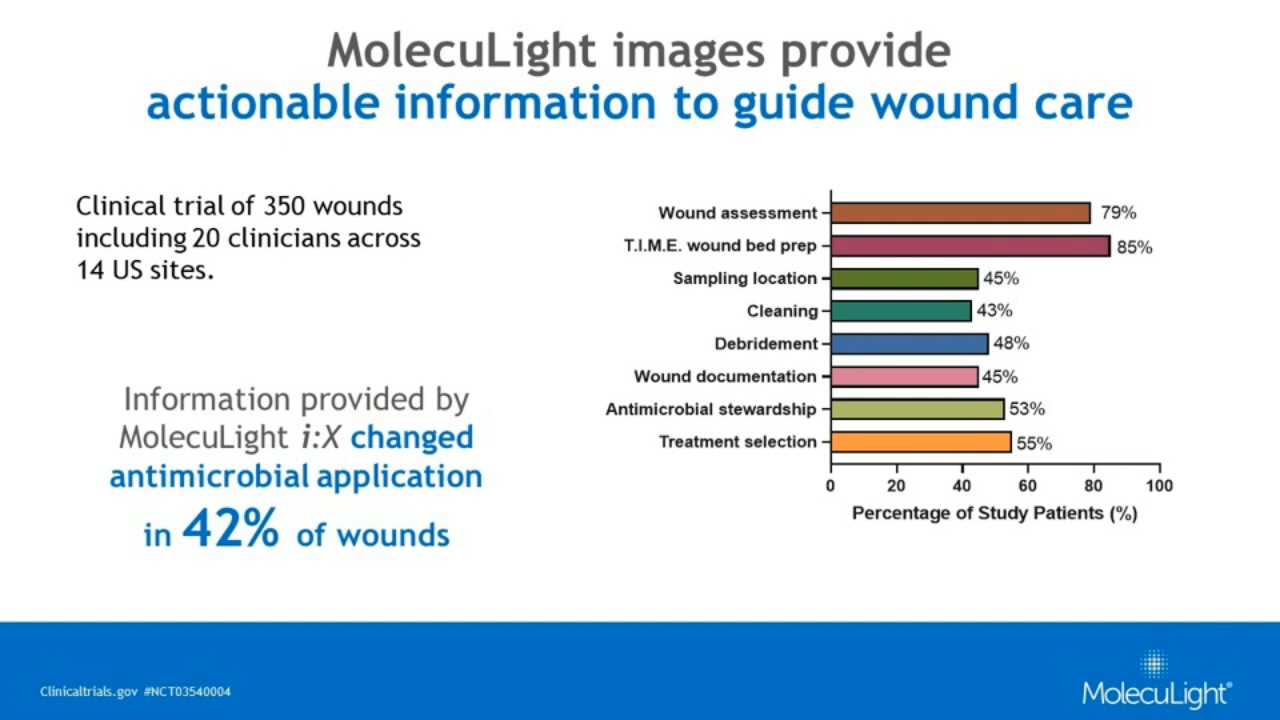 MolecuLight images provide
actionable information to guide wound care
Clinical trial of 350 wounds
including 20 clinicians across
14 US sites.
Information provided by
MolecuLight i:X changed
antimicrobial application
in 42% of wounds
Wound assessment 79%
T.I.M.E. wound bed prep 85%
Sampling location 45%
Cleaning 43%
Debridement 48%
Wound documentation 45%
Antimicrobial stewardship 53%
Treatment selection 55%
0 20 40 60 80 100
Percentage of Study Patients (%)
Clinicaltrials.gov #NCT03540004
MolecuLight®